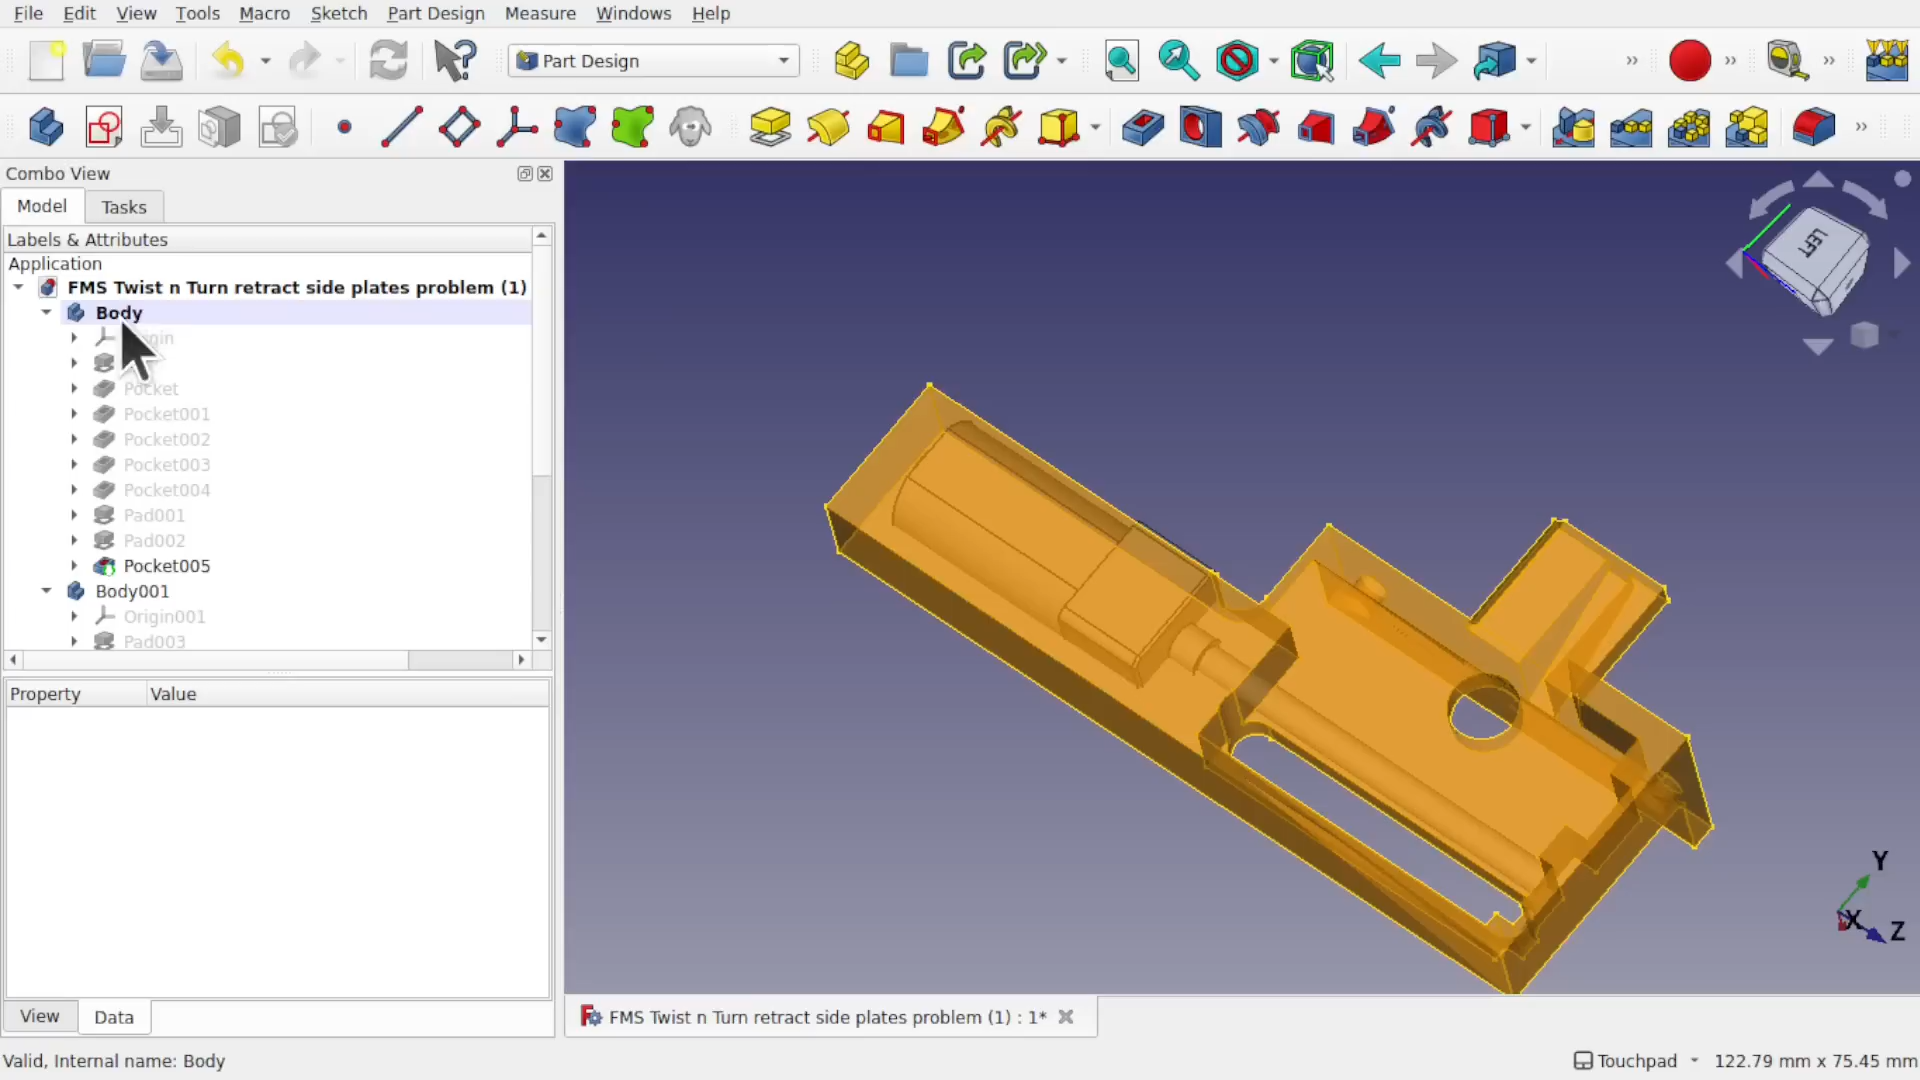 File Edit View Tools Macro Sketch Part Design Measure Windows Help
Part Design
Combo View
Model Tasks
Labels & Attributes
Application
FMS Twist n Turn retract side plates problem (1)
Body
Pocket
Pocket001
Pocket002
Pocket003
Pocket004
Pad001
Pad002
Pocket005
Body001
Origin001
Pad003
Property Value
View Data
LEFT
Y
X
Z
FMS Twist n Turn retract side plates problem (1) : 1*
Valid, Internal name: Body
Touchpad 122.79 mm x 75.45 mm